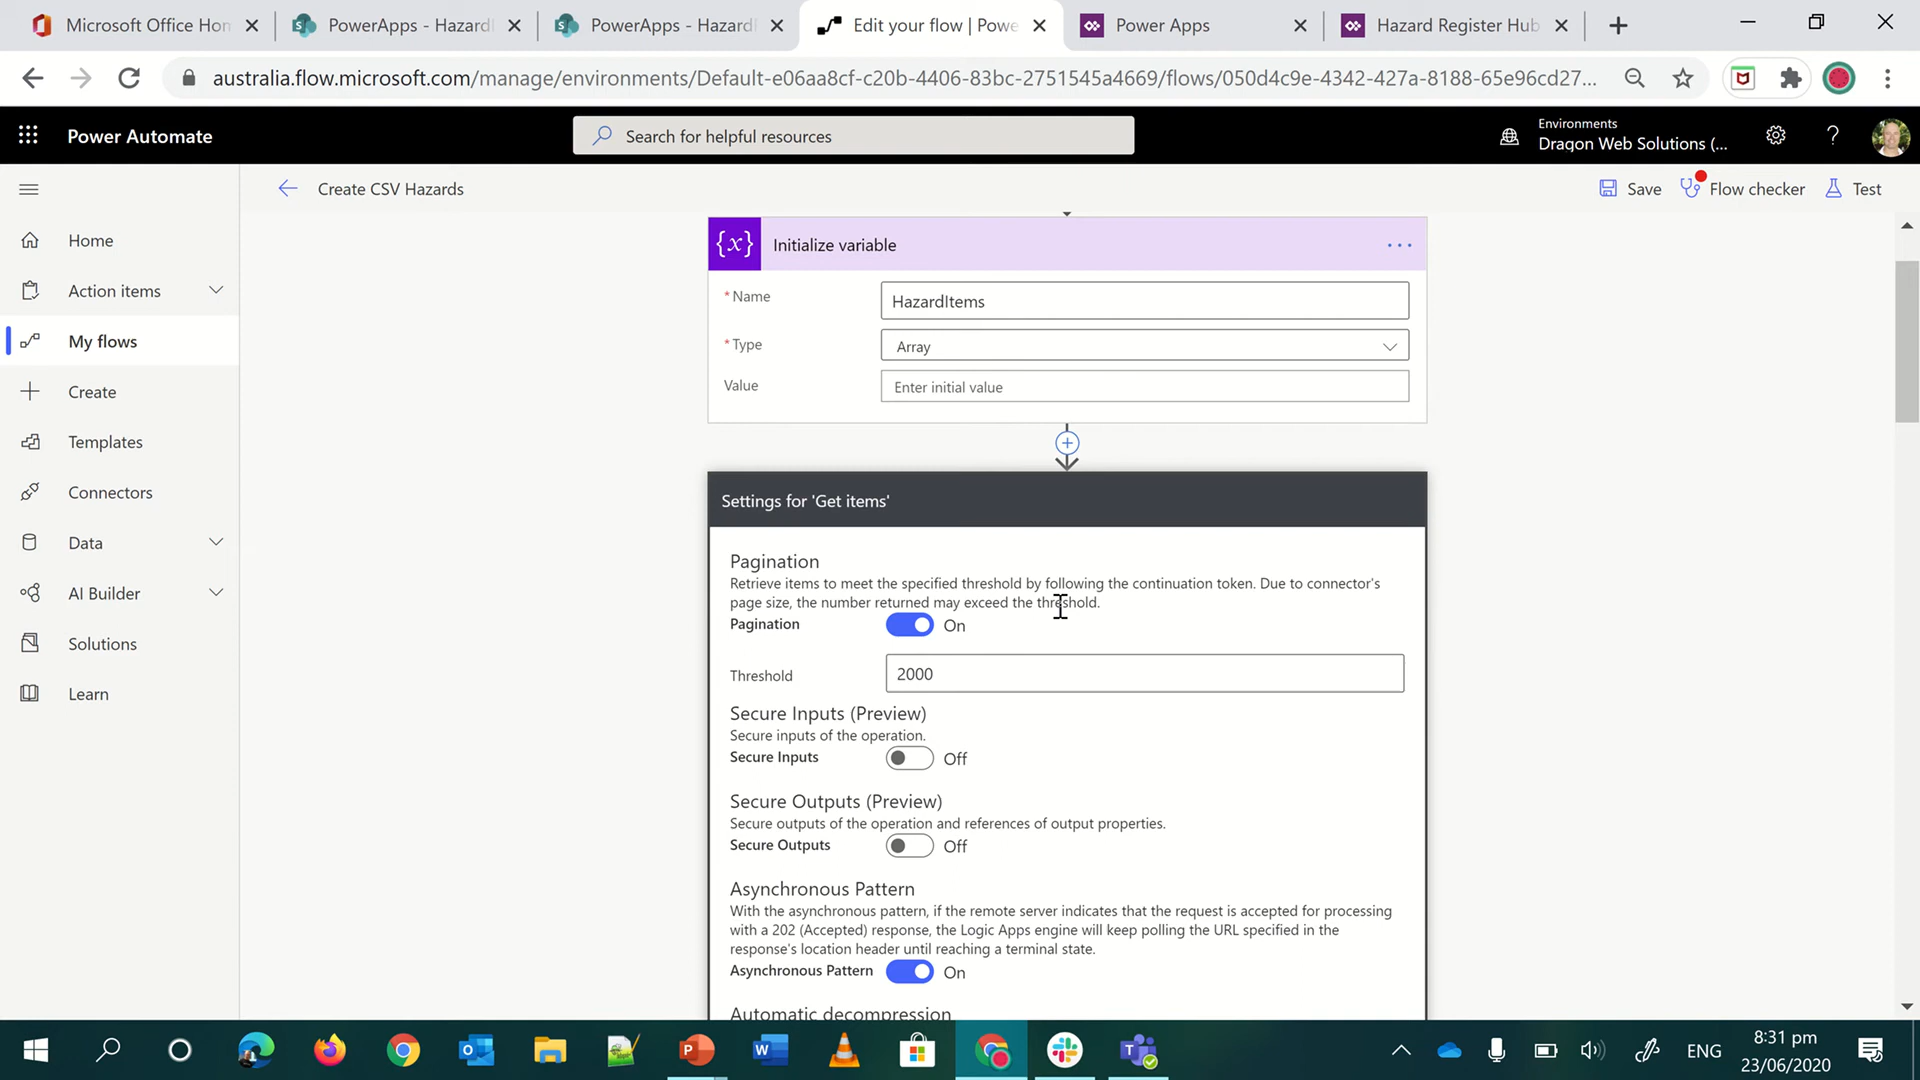 Microsoft Office Hom
PowerApps - Hazard
PowerApps - Hazard
Edit your flow | Powe
Power Apps
Hazard Register Hub
australia.flow.microsoft.com/manage/environments/Default-e06aa8cf-c20b-4406-83bc-2751545a4669/flows/050d4c9e-4342-427a-8188-65e96cd27...
Power Automate
Search for helpful resources
Environments
Dragon Web Solutions (...
Create CSV Hazards
Save
Flow checker
Test
Home
Action items
My flows
Create
Templates
Connectors
Data
AI Builder
Solutions
Learn
{x} Initialize variable
* Name
HazardItems
* Type
Array
Value
Enter initial value
Settings for 'Get items'
Pagination
Retrieve items to meet the specified threshold by following the continuation token. Due to connector's
page size, the number returned may exceed the threshold.
Pagination
On
Threshold
2000
Secure Inputs (Preview)
Secure inputs of the operation.
Secure Inputs
Off
Secure Outputs (Preview)
Secure outputs of the operation and references of output properties.
Secure Outputs
Off
Asynchronous Pattern
With the asynchronous pattern, if the remote server indicates that the request is accepted for processing
with a 202 (Accepted) response, the Logic Apps engine will keep polling the URL specified in the
response's location header until reaching a terminal state.
Asynchronous Pattern
On
Automatic decompression
ENG
8:31 pm
23/06/2020